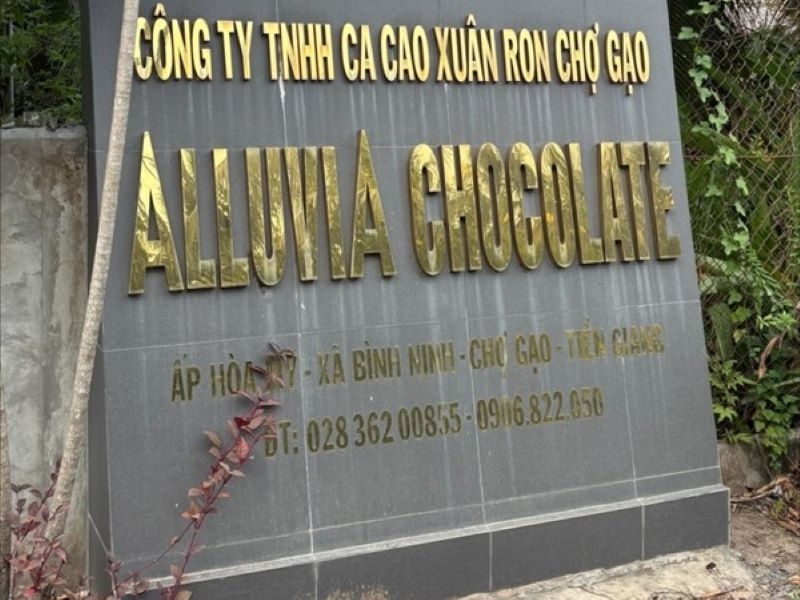 CÔNG TY TNHH CA CAO XUÂN RON CHỢ GẠO
ALLUVIA CHOCOLATE
ẤP HÒA - XÃ BÌNH NINH - CHỢ GẠO - TIỀN GIANG
ĐT: 028 362 00855 - 0906.822.050